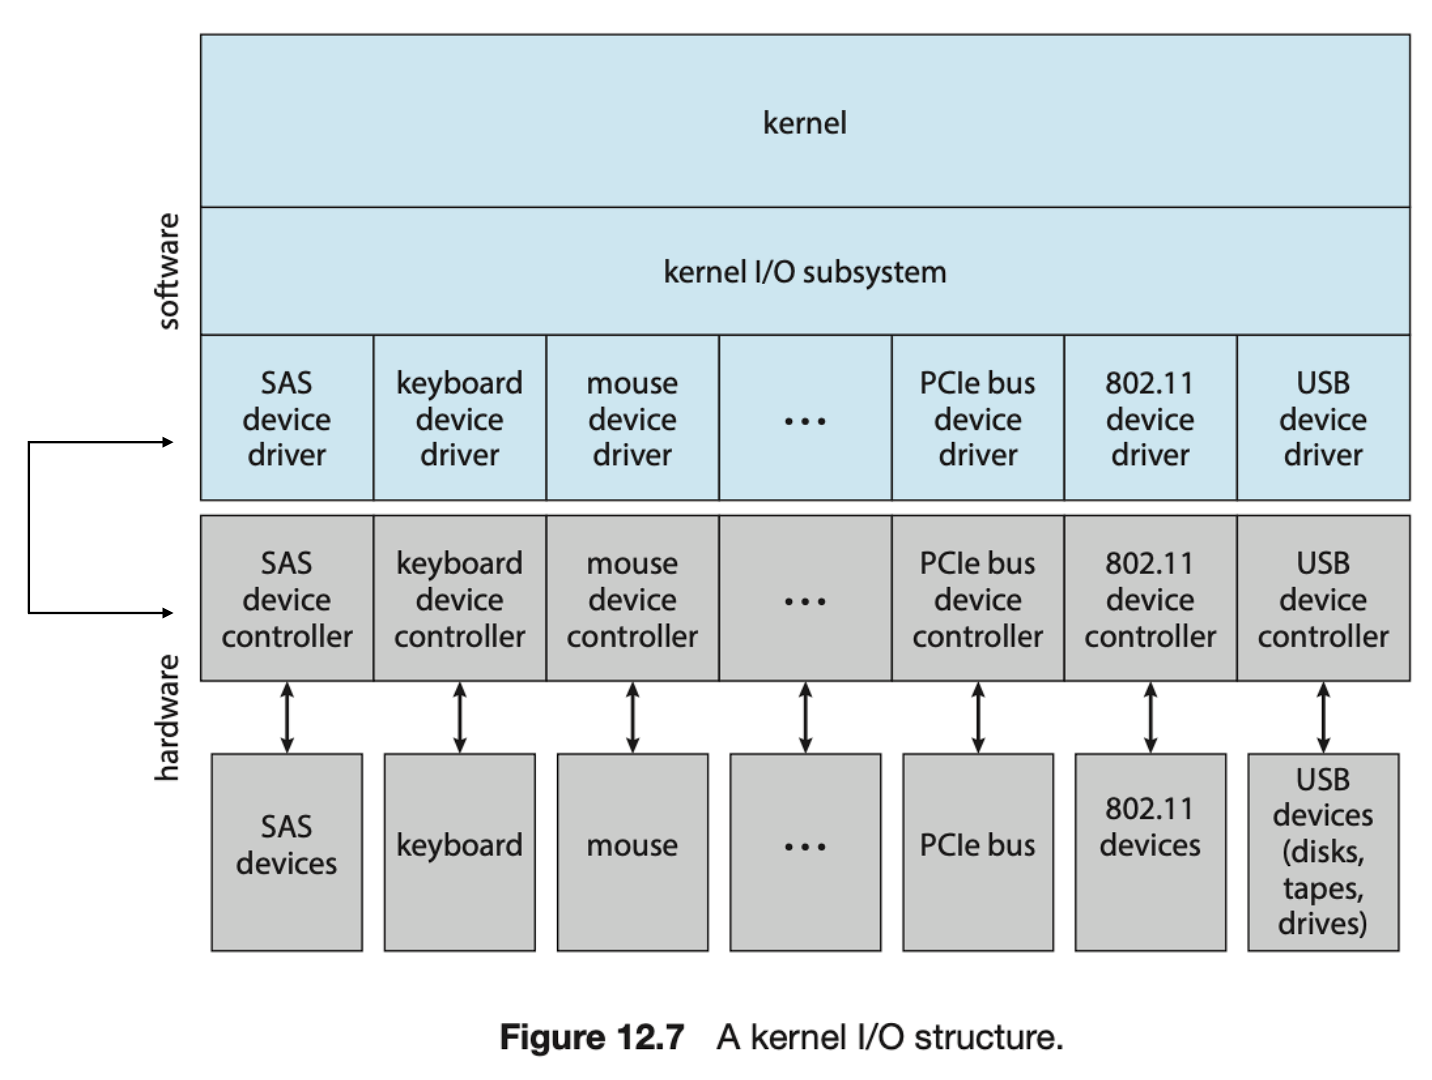 kernel
kernel I/O subsystem
software
SAS
device
driver
keyboard
device
driver
mouse
device
driver
...
PCIe bus
device
driver
802.11
device
driver
USB
device
driver
SAS
device
controller
keyboard
device
controller
mouse
device
controller
...
PCIe bus
device
controller
802.11
device
controller
USB
device
controller
hardware
SAS
devices
keyboard
mouse
...
PCIe bus
802.11
devices
USB
devices
(disks,
tapes,
drives)
Figure 12.7 A kernel I/O structure.